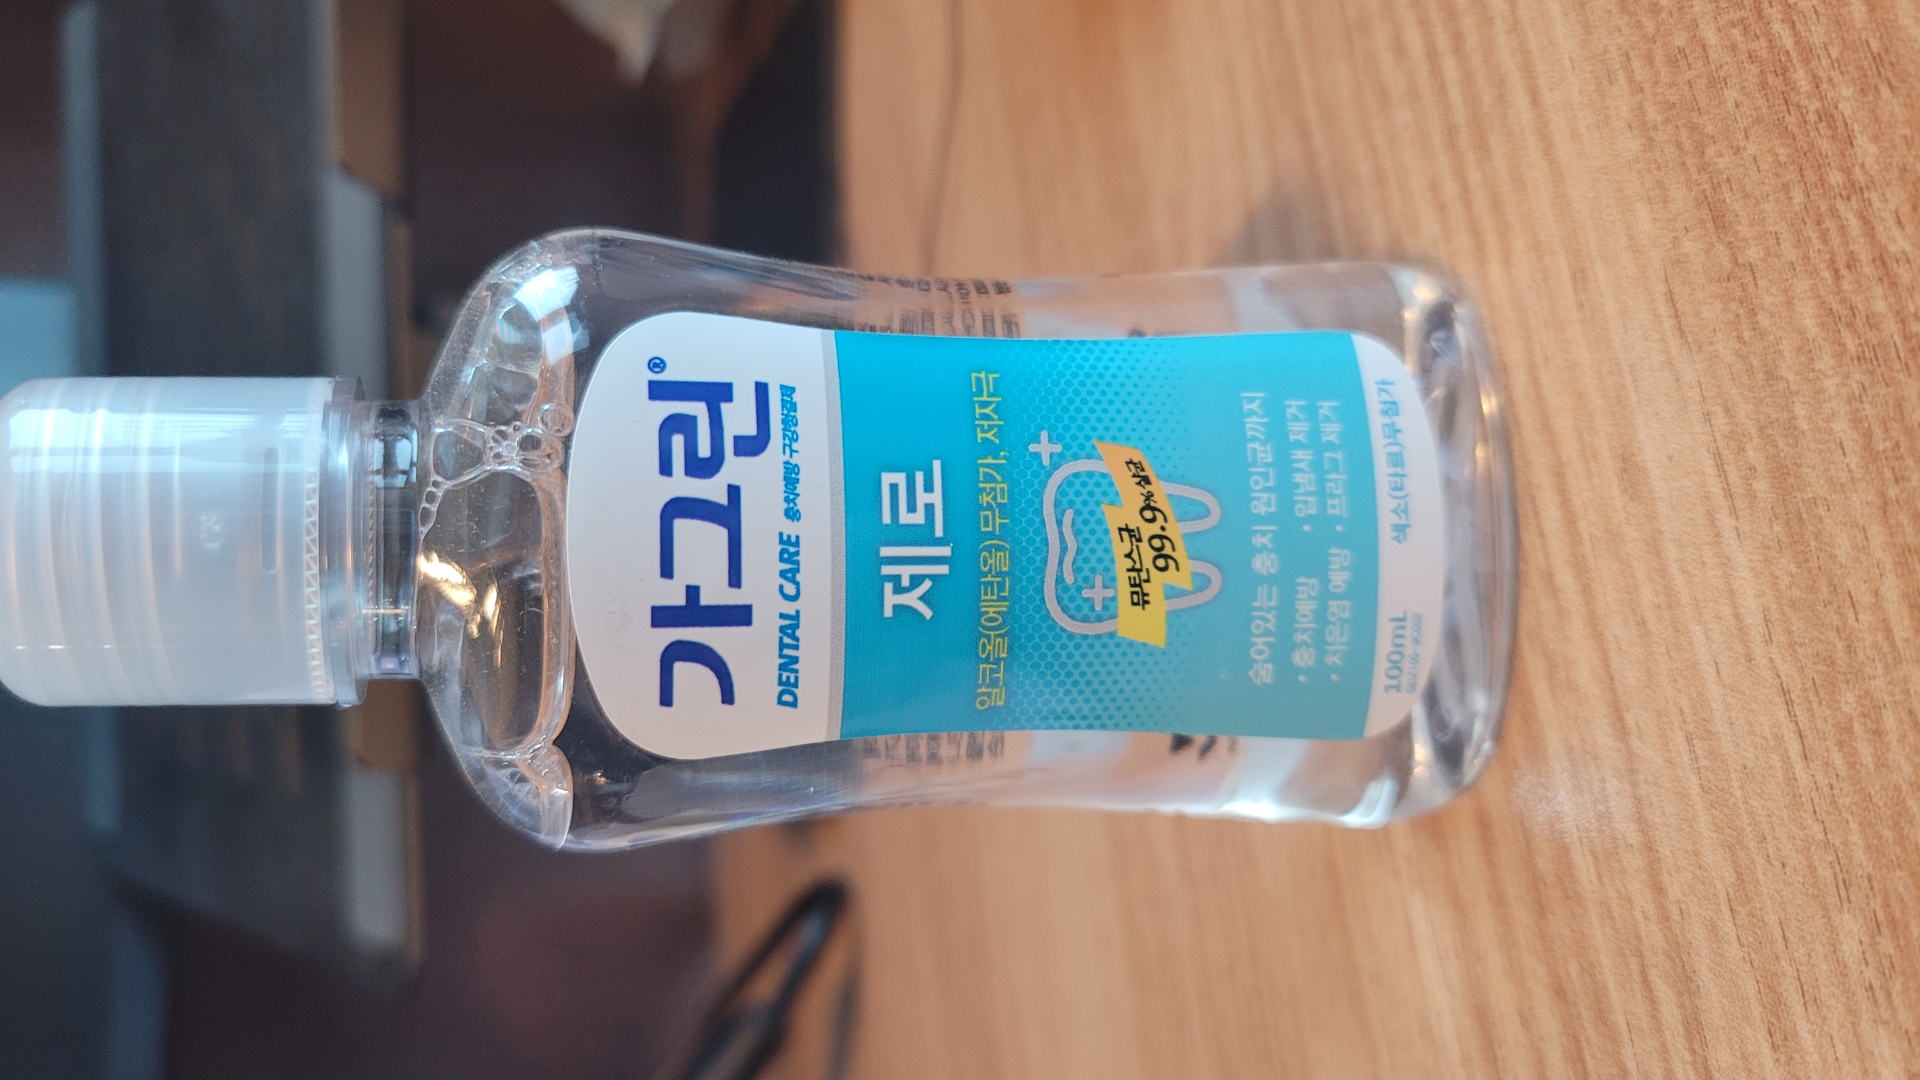 가그린®
DENTAL CARE 충치예방 구강청결제
제로
알코올(에탄올) 무첨가, 저자극
뮤탄스균
99.9% 살균
숨어있는 충치 원인균까지
· 충치예방 · 입냄새 제거
· 치은염 예방 · 프라그 제거
100mL 색소(타르)무첨가